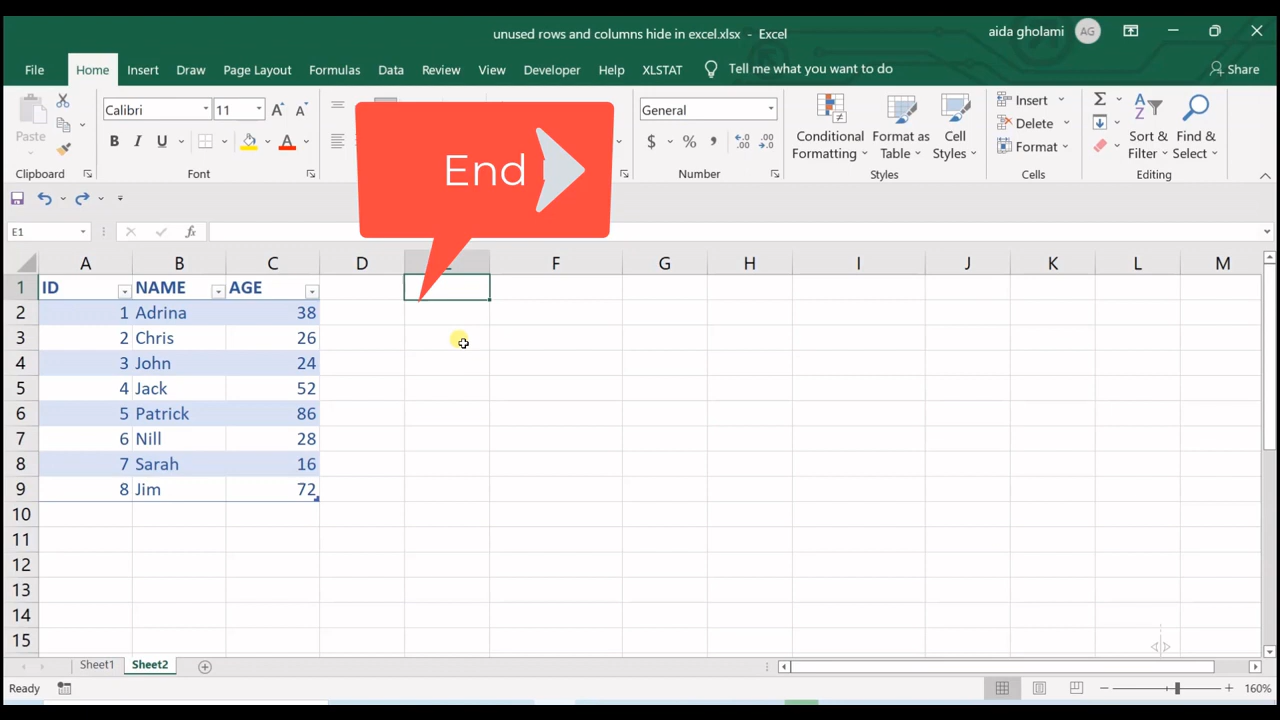 unused rows and columns hide in excel.xlsx - Excel
aida gholami AG
File Home Insert Draw Page Layout Formulas Data Review View Developer Help XLSTAT Tell me what you want to do Share
Paste
Clipboard
Calibri 11
B I U A
Font
General
$ % ,
Number
Conditional Formatting
Format as Table
Cell Styles
Styles
Insert
Delete
Format
Cells
Sort & Filter
Find & Select
Editing
End
E1 fx
A B C D F G H I J K L M
1 ID NAME AGE
2 1 Adrina 38
3 2 Chris 26
4 3 John 24
5 4 Jack 52
6 5 Patrick 86
7 6 Nill 28
8 7 Sarah 16
9 8 Jim 72
10
11
12
13
14
15
Sheet1 Sheet2
Ready 160%